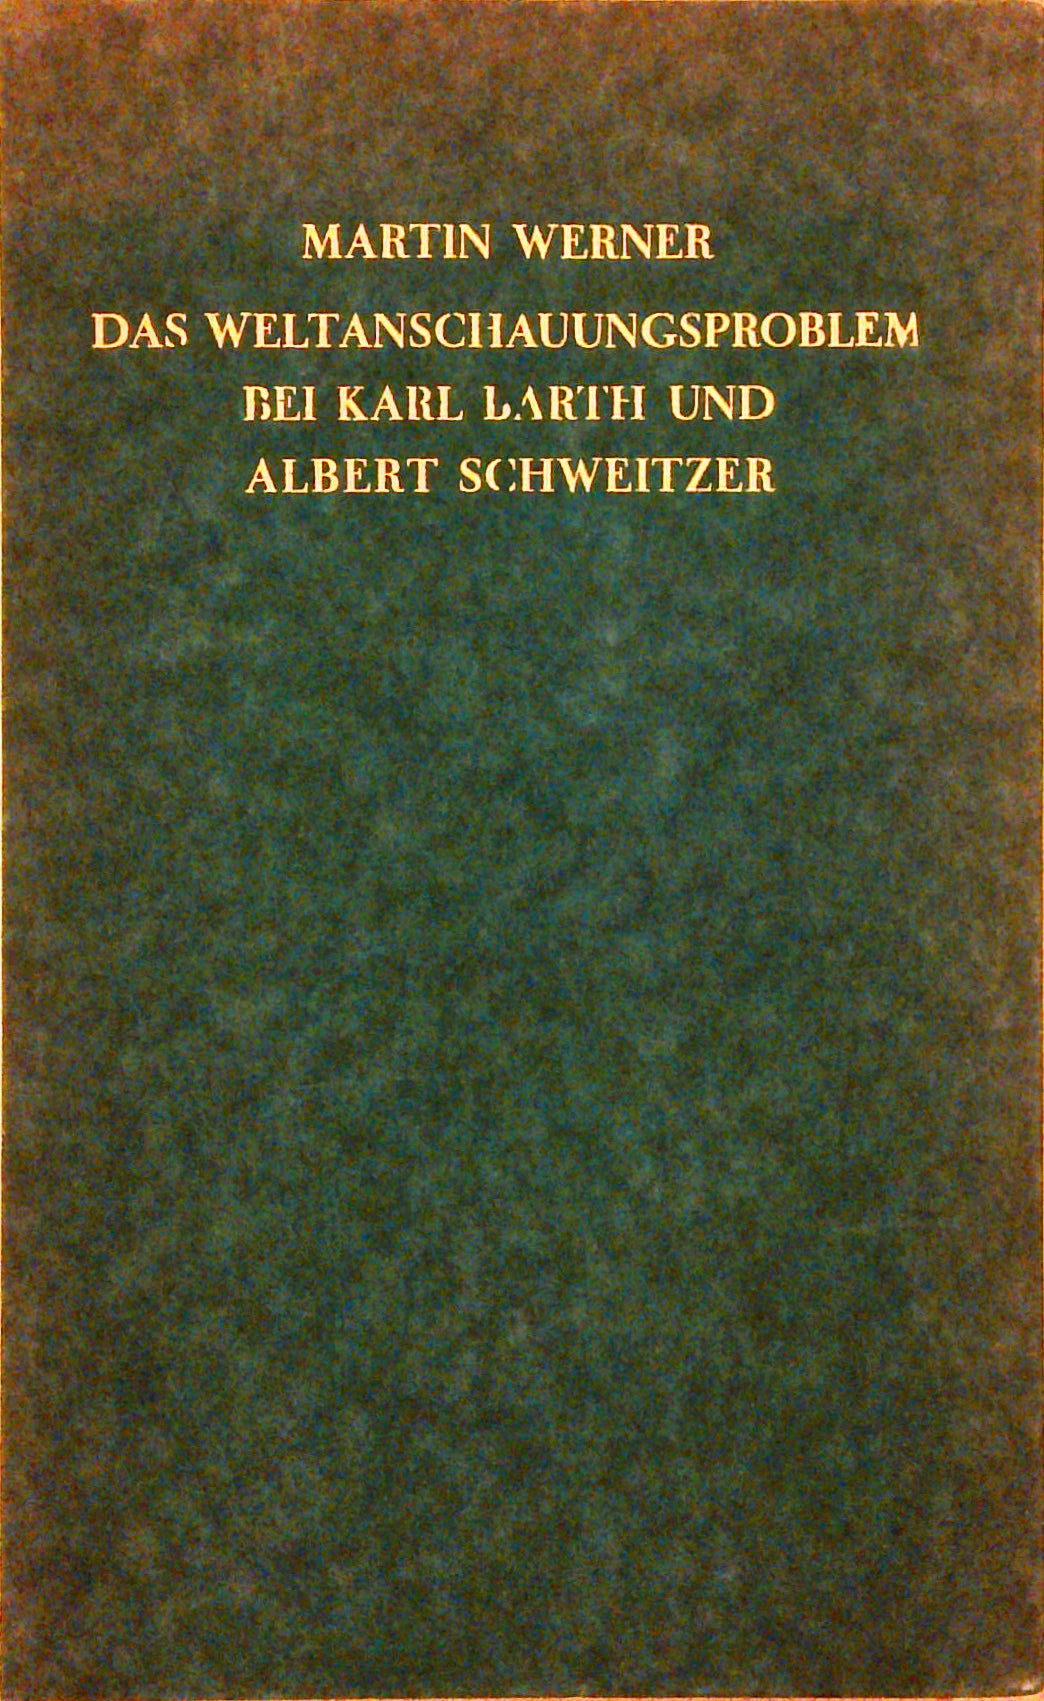 MARTIN WERNER
DAS WELTANSCHAUUNGSPROBLEM
BEI KARL BARTH UND
ALBERT SCHWEITZER